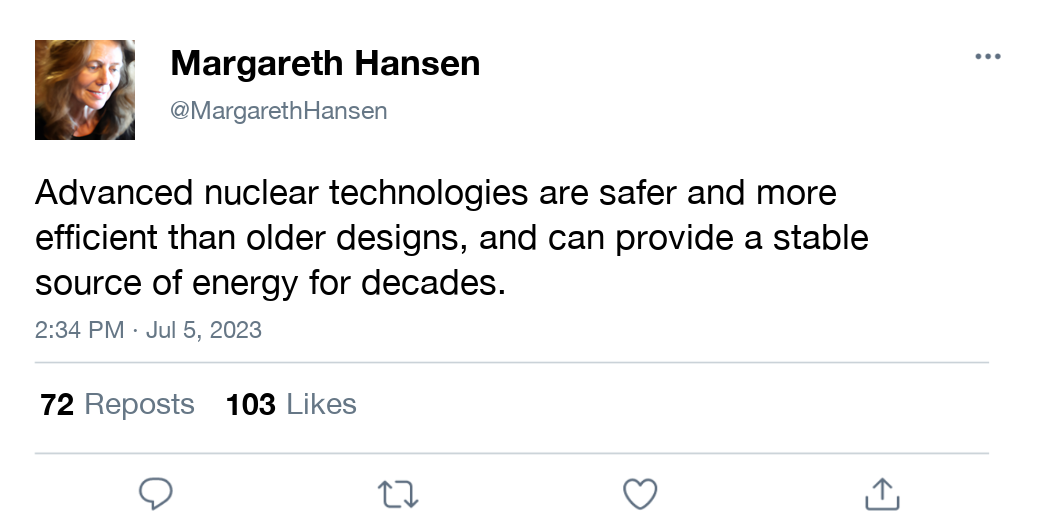 Margareth Hansen
@MargarethHansen
Advanced nuclear technologies are safer and more
efficient than older designs, and can provide a stable
source of energy for decades.
2:34 PM · Jul 5, 2023
72 Reposts 103 Likes